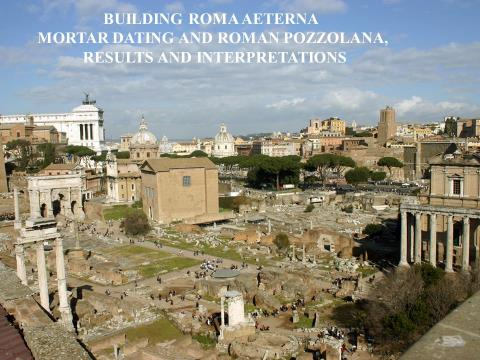 BUILDING ROMA AETERNA
MORTAR DATING AND ROMAN POZZOLANA,
RESULTS AND INTERPRETATIONS